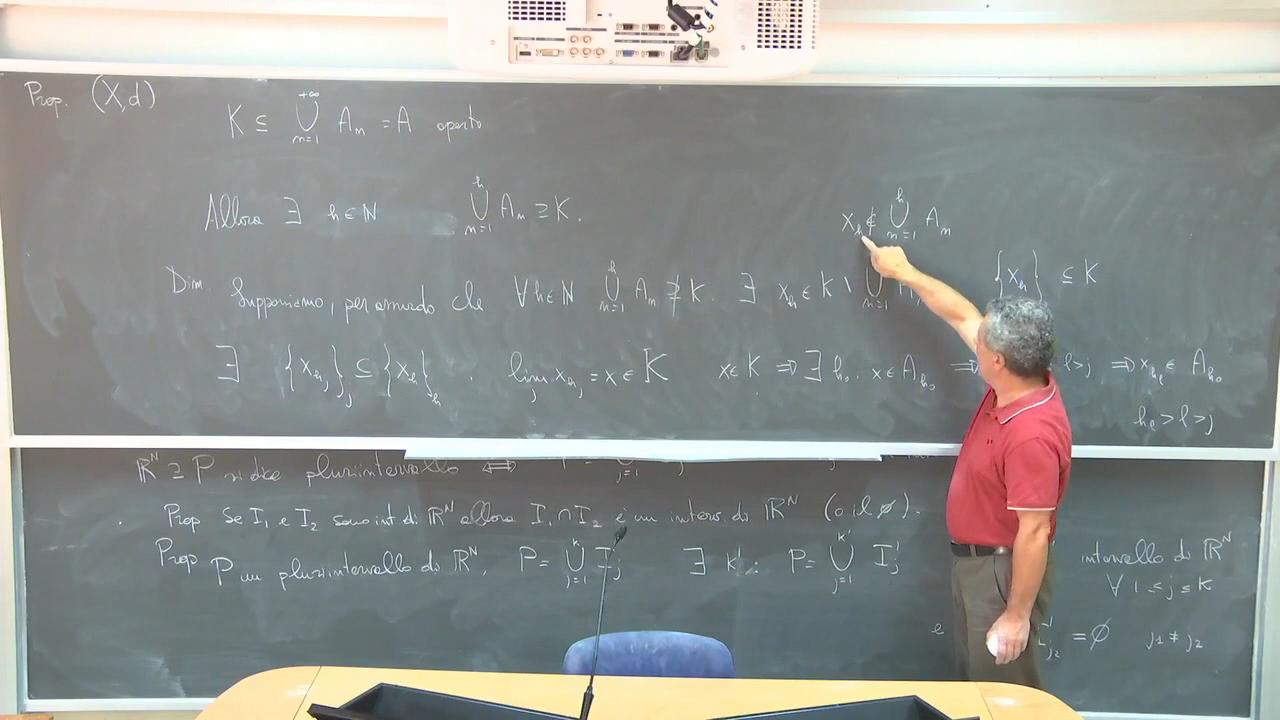 Prop. (X,d)
K ⊆ ⋃_{n=1}^{+∞} A_n = A aperto
Allora ∃ h∈ℕ ⋃_{n=1}^{h} A_n ⊇ K.
x_h ∉ ⋃_{n=1}^{h} A_n
Dim. Supponiamo, per assurdo che ∀h∈ℕ ⋃_{n=1}^{h} A_n ⊉ K. ∃ x_h ∈ K \ ⋃_{n=1} {x_h} ⊆ K
∃ {x_{h_j}}_j ⊆ {x_h}_h . lim_j x_{h_j} = x ∈ K x∈K ⇒ ∃ h_0. x∈A_{h_0} ⇒ l>j ⇒ x_{h_l} ∈ A_{h_0}
h_l > l > j
ℝ^N ⊇ P si dice plurintervallo ⇔
Prop Se I_1 e I_2 sono int di ℝ^N allora I_1 ∩ I_2 è un interv. di ℝ^N (o il ∅).
Prop P un plurintervallo di ℝ^N, P = ⋃_{j=1}^{k} I_j ∃ k': P = ⋃_{j=1}^{k'} I'_j intervallo di ℝ^N
∀ 1≤j≤k
e = ∅ j_1 ≠ j_2